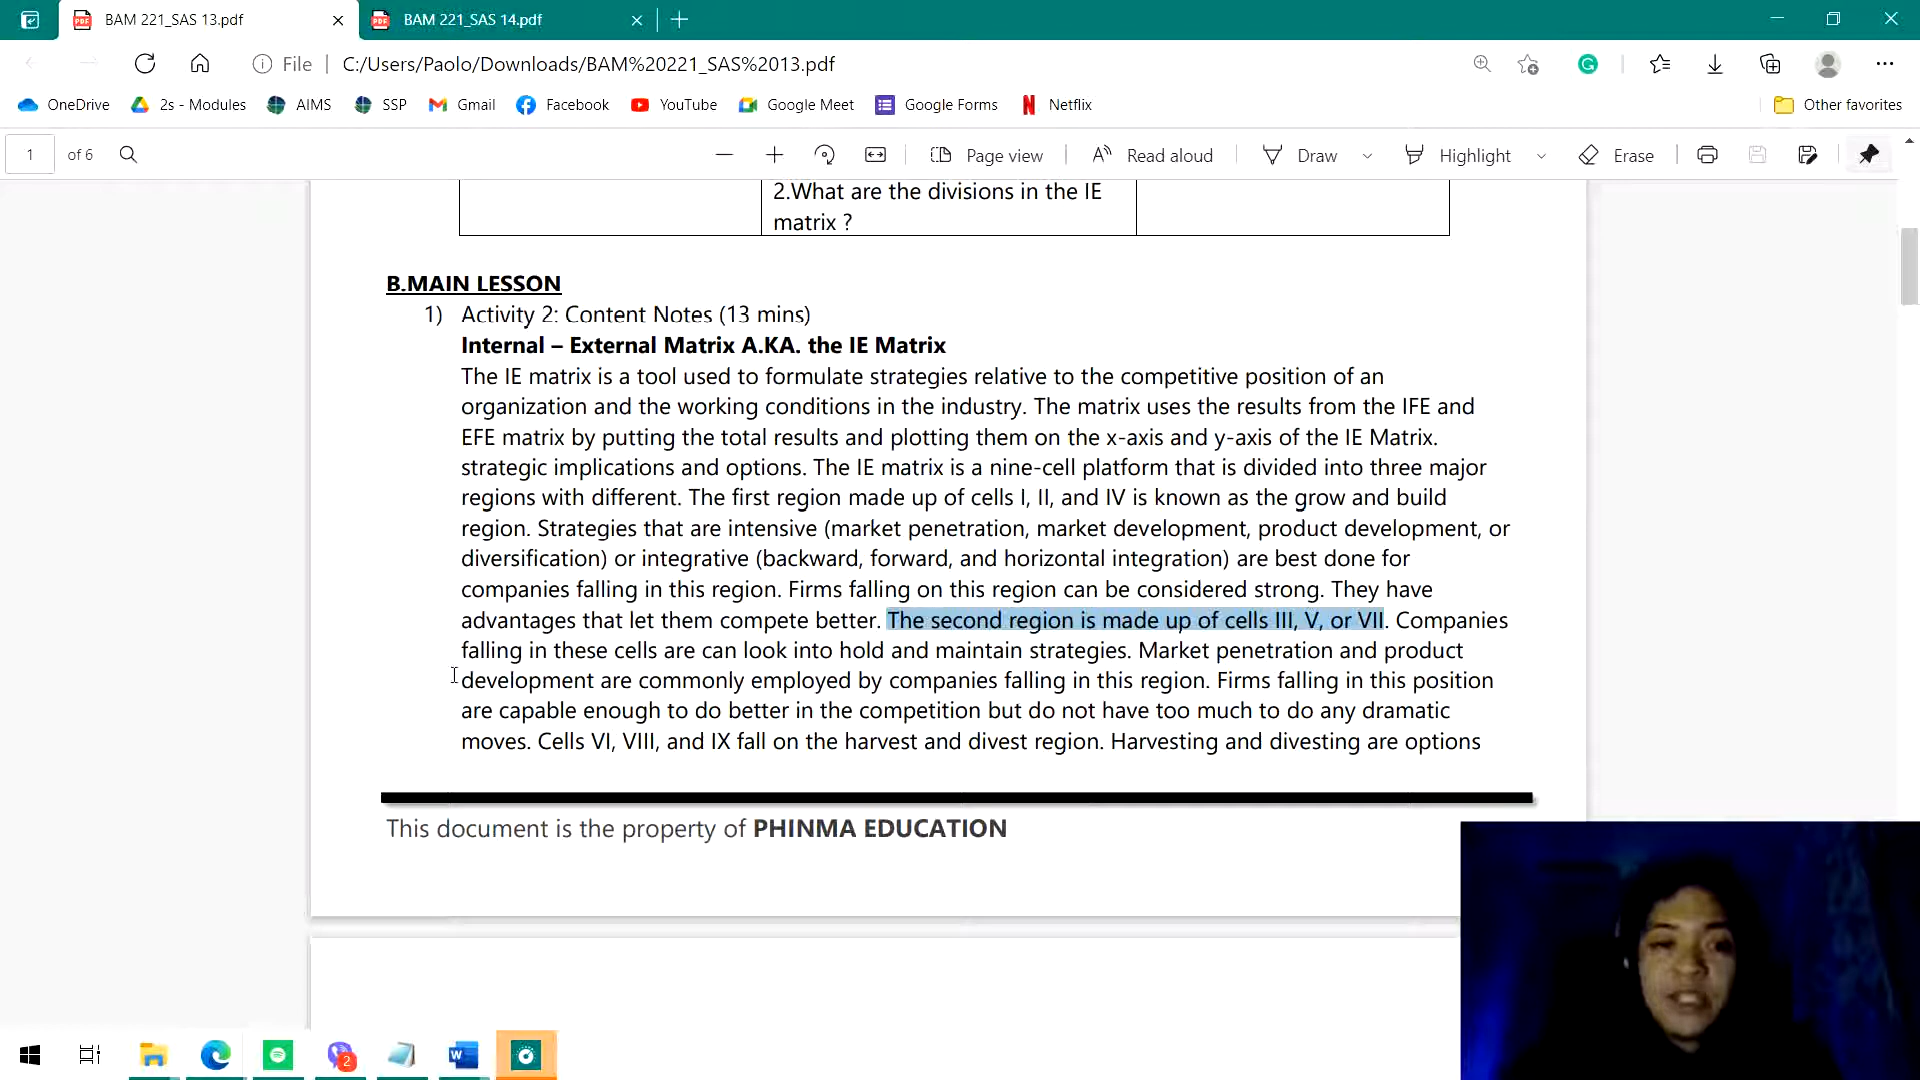 BAM 221_SAS 13.pdf
BAM 221_SAS 14.pdf
File
C:/Users/Paolo/Downloads/BAM%20221_SAS%2013.pdf
OneDrive
2s - Modules
AIMS
SSP
Gmail
Facebook
YouTube
Google Meet
Google Forms
Netflix
Other favorites
1 of 6
Page view
Read aloud
Draw
Highlight
Erase
2.What are the divisions in the IE
matrix ?
B.MAIN LESSON
1) Activity 2: Content Notes (13 mins)
Internal – External Matrix A.KA. the IE Matrix
The IE matrix is a tool used to formulate strategies relative to the competitive position of an
organization and the working conditions in the industry. The matrix uses the results from the IFE and
EFE matrix by putting the total results and plotting them on the x-axis and y-axis of the IE Matrix.
strategic implications and options. The IE matrix is a nine-cell platform that is divided into three major
regions with different. The first region made up of cells I, II, and IV is known as the grow and build
region. Strategies that are intensive (market penetration, market development, product development, or
diversification) or integrative (backward, forward, and horizontal integration) are best done for
companies falling in this region. Firms falling on this region can be considered strong. They have
advantages that let them compete better. The second region is made up of cells III, V, or VII. Companies
falling in these cells are can look into hold and maintain strategies. Market penetration and product
development are commonly employed by companies falling in this region. Firms falling in this position
are capable enough to do better in the competition but do not have too much to do any dramatic
moves. Cells VI, VIII, and IX fall on the harvest and divest region. Harvesting and divesting are options
This document is the property of PHINMA EDUCATION
2